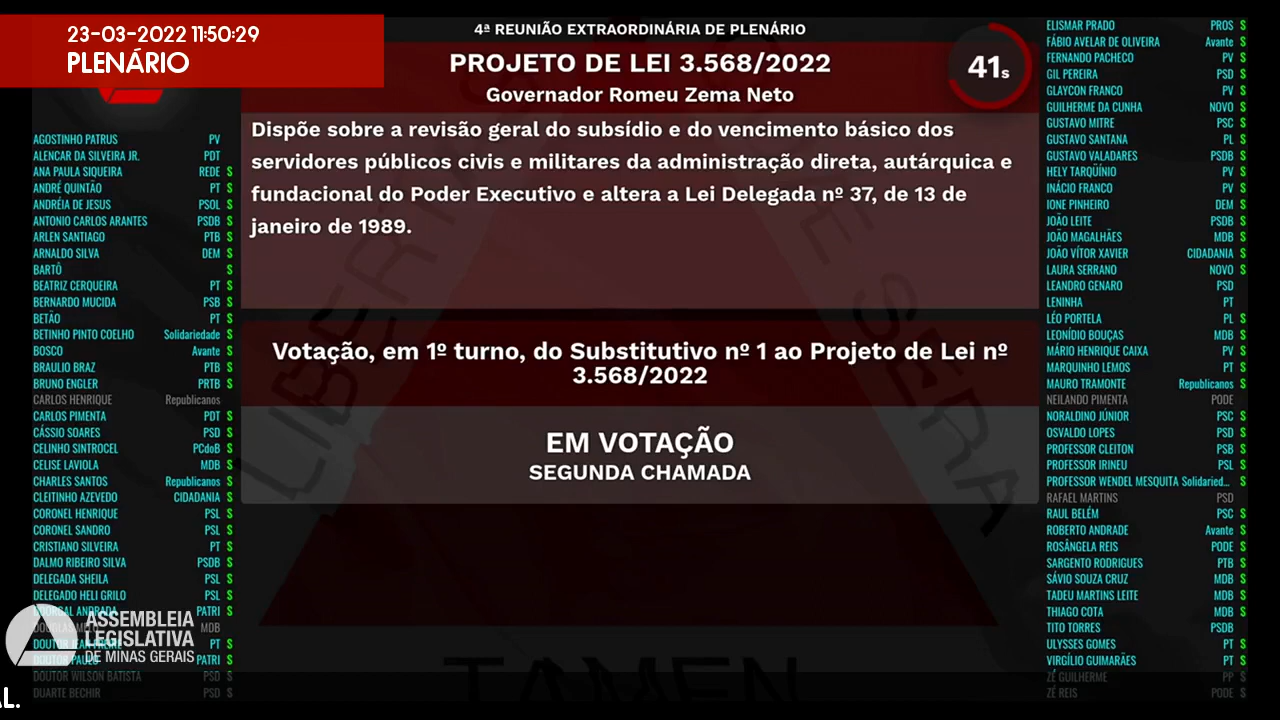 23-03-2022 11:50:29
PLENÁRIO
4ª REUNIÃO EXTRAORDINÁRIA DE PLENÁRIO
PROJETO DE LEI 3.568/2022
Governador Romeu Zema Neto
41s
Dispõe sobre a revisão geral do subsídio e do vencimento básico dos
servidores públicos civis e militares da administração direta, autárquica e
fundacional do Poder Executivo e altera a Lei Delegada nº 37, de 13 de
janeiro de 1989.
Votação, em 1º turno, do Substitutivo nº 1 ao Projeto de Lei nº
3.568/2022
EM VOTAÇÃO
SEGUNDA CHAMADA
AGOSTINHO PATRUS PV
ALENCAR DA SILVEIRA JR. PDT
ANA PAULA SIQUEIRA REDE S
ANDRÉ QUINTÃO PT S
ANDRÉIA DE JESUS PSOL S
ANTONIO CARLOS ARANTES PSDB S
ARLEN SANTIAGO PTB S
ARNALDO SILVA DEM S
BARTÔ S
BEATRIZ CERQUEIRA PT S
BERNARDO MUCIDA PSB S
BETÃO PT S
BETINHO PINTO COELHO Solidariedade S
BOSCO Avante S
BRAULIO BRAZ PTB S
BRUNO ENGLER PRTB S
CARLOS HENRIQUE Republicanos
CARLOS PIMENTA PDT S
CÁSSIO SOARES PSD S
CELINHO SINTROCEL PCdoB S
CELISE LAVIOLA MDB S
CHARLES SANTOS Republicanos S
CLEITINHO AZEVEDO CIDADANIA S
CORONEL HENRIQUE PSL S
CORONEL SANDRO PSL S
CRISTIANO SILVEIRA PT S
DALMO RIBEIRO SILVA PSDB S
DELEGADA SHEILA PSL S
DELEGADO HELI GRILO PSL S
DOORGAL ANDRADA PATRI S
DOUGLAS MELO MDB
DOUTOR JEAN FREIRE PT S
DOUTOR PAULO PATRI S
DOUTOR WILSON BATISTA PSD S
DUARTE BECHIR PSD S
ELISMAR PRADO PROS S
FÁBIO AVELAR DE OLIVEIRA Avante S
FERNANDO PACHECO PV S
GIL PEREIRA PSD S
GLAYCON FRANCO PV S
GUILHERME DA CUNHA NOVO S
GUSTAVO MITRE PSC S
GUSTAVO SANTANA PL S
GUSTAVO VALADARES PSDB S
HELY TARQÜÍNIO PV S
INÁCIO FRANCO PV S
IONE PINHEIRO DEM S
JOÃO LEITE PSDB S
JOÃO MAGALHÃES MDB S
JOÃO VÍTOR XAVIER CIDADANIA S
LAURA SERRANO NOVO S
LEANDRO GENARO PSD
LENINHA PT
LÉO PORTELA PL S
LEONÍDIO BOUÇAS MDB S
MÁRIO HENRIQUE CAIXA PV S
MARQUINHO LEMOS PT S
MAURO TRAMONTE Republicanos S
NEILANDO PIMENTA PODE
NORALDINO JÚNIOR PSC S
OSVALDO LOPES PSD S
PROFESSOR CLEITON PSB S
PROFESSOR IRINEU PSL S
PROFESSOR WENDEL MESQUITA Solidaried... S
RAFAEL MARTINS PSD
RAUL BELÉM PSC S
ROBERTO ANDRADE Avante S
ROSÂNGELA REIS PODE S
SARGENTO RODRIGUES PTB S
SÁVIO SOUZA CRUZ MDB S
TADEU MARTINS LEITE MDB S
THIAGO COTA MDB S
TITO TORRES PSDB
ULYSSES GOMES PT S
VIRGÍLIO GUIMARÃES PT S
ZÉ GUILHERME PP S
ZÉ REIS PODE S
ASSEMBLEIA
LEGISLATIVA
DE MINAS GERAIS
AL.
TAMEN